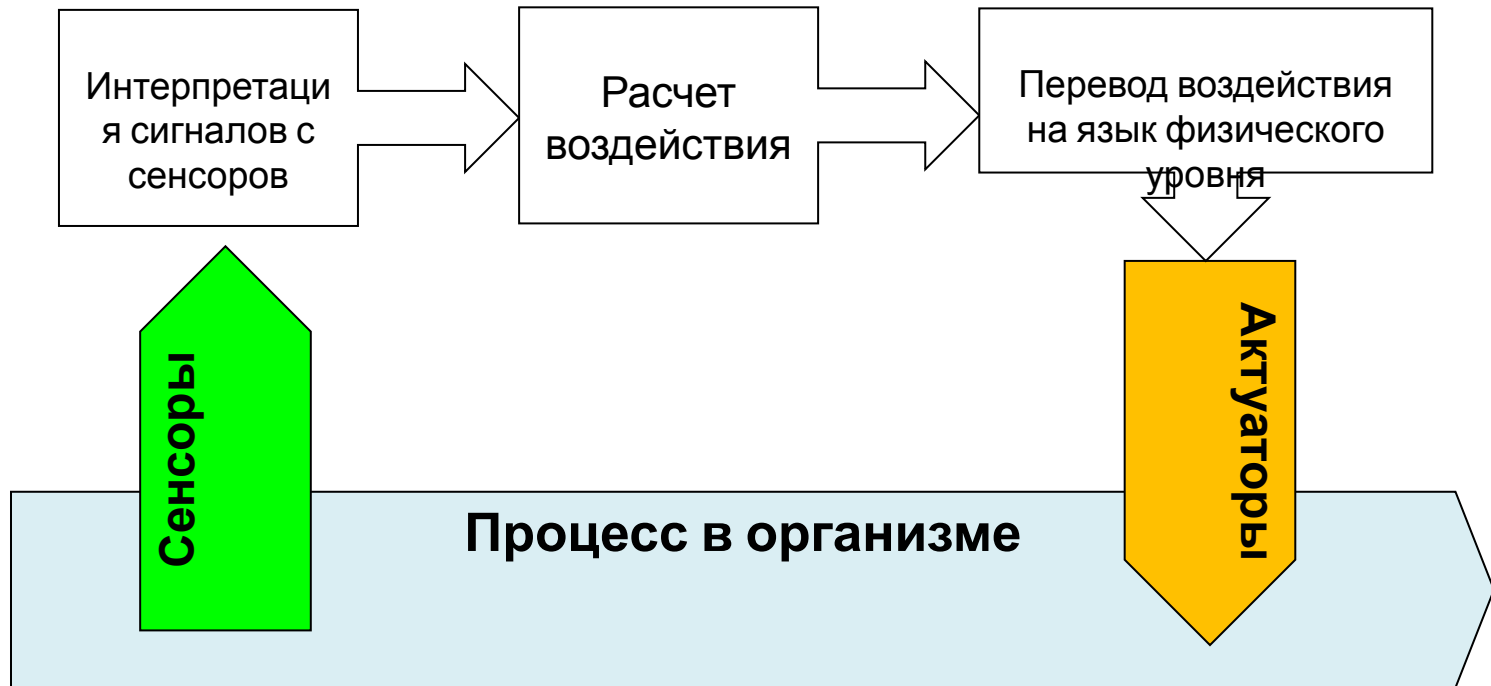 Интерпретаци
я сигналов с
сенсоров
Расчет
воздействия
Перевод воздействия
на язык физического
уровня
Сенсоры
Актуаторы
Процесс в организме